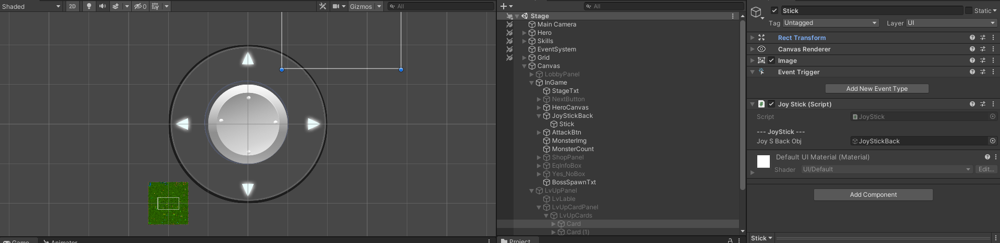 Shaded 2D 0 Gizmos All
Game Animator
All
Stage
Main Camera
Hero
Skills
EventSystem
Grid
Canvas
LobbyPanel
InGame
StageTxt
NextButton
HeroCanvas
JoyStickBack
Stick
AttackBtn
MonsterImg
MonsterCount
ShopPanel
EqInfoBox
Yes_NoBox
BossSpawnTxt
LvUpPanel
LvLable
LvUpCardPanel
LvUpCards
Card
Card (1)
Project
Stick Static
Tag Untagged Layer UI
Rect Transform
Canvas Renderer
Image
Event Trigger
Add New Event Type
# Joy Stick (Script)
Script JoyStick
--- JoyStick ---
Joy S Back Obj JoyStickBack
Default UI Material (Material)
Shader UI/Default Edit...
Add Component
Stick